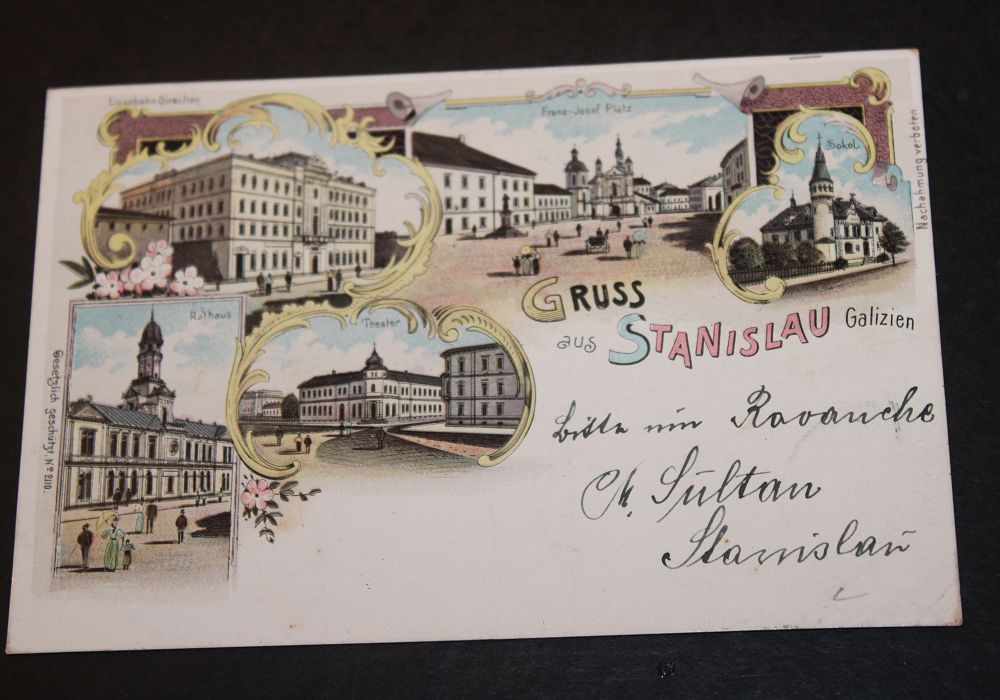 Eisenbahn-Direction
Franz-Josef Platz
Sokol
Nachahmung verboten
Rathaus
Theater
Gesetzlich geschützt. No 2110.
GRUSS
aus STANISLAU Galizien
bitte um Ravanche
M. Sultan
Stanislau